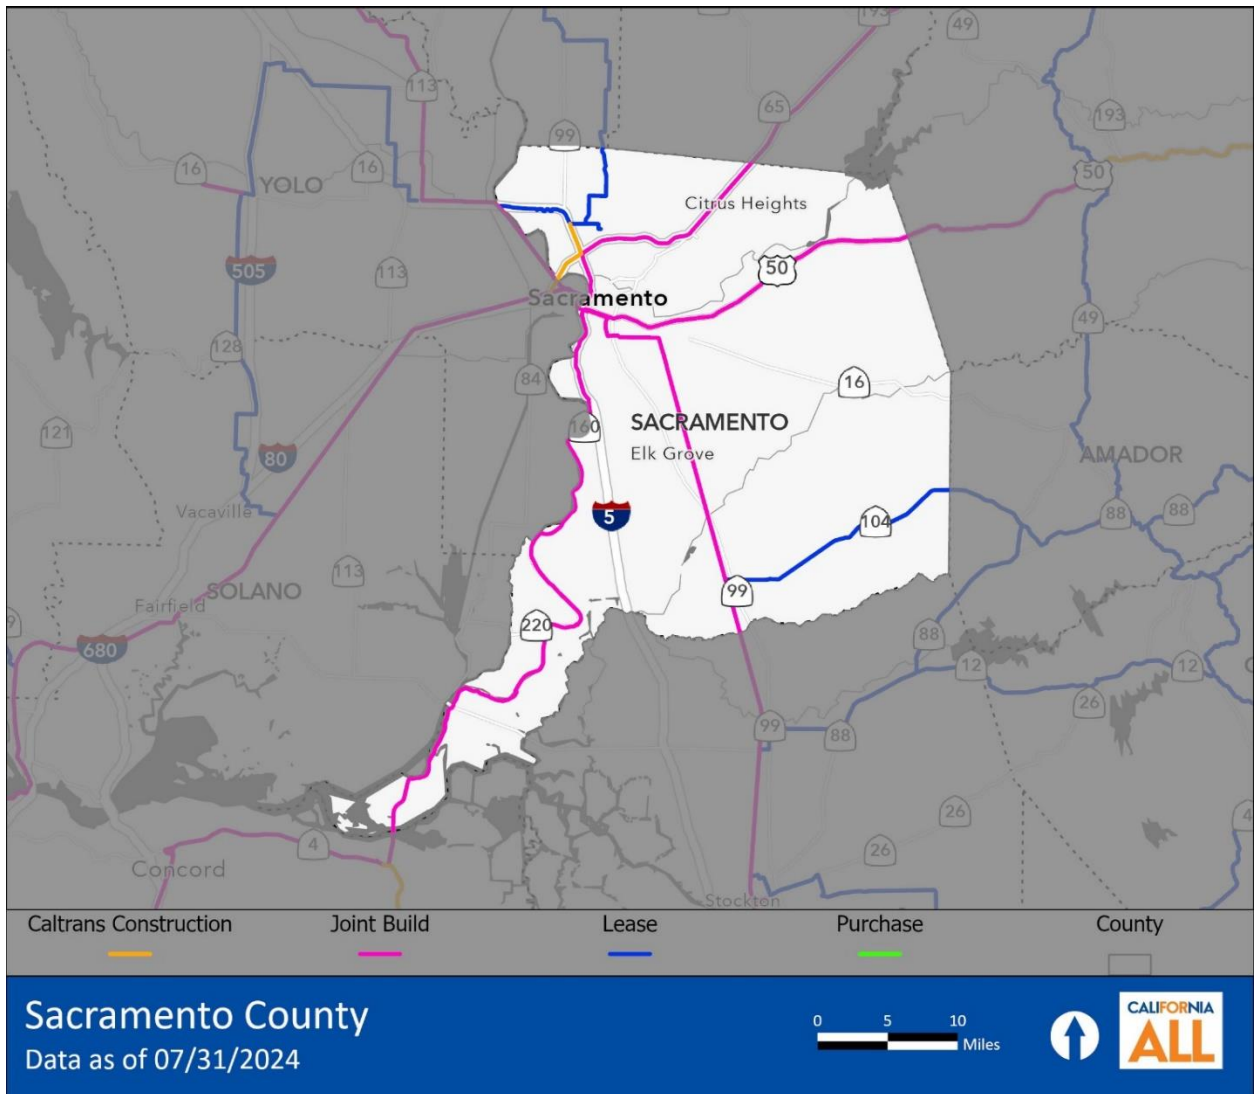 193
49
113
65
99
193
16
16
50
YOLO
Citrus Heights
505
113
50
Sacramento
49
128
84
16
121
160
SACRAMENTO
Elk Grove
80
AMADOR
5
Vacaville
104
88
88
113
SOLANO
99
Fairfield
220
9
680
88
12
12
26
99
88
26
4
4
26
Concord
Stockton
Caltrans Construction
Joint Build
Lease
Purchase
County
Sacramento County
Data as of 07/31/2024
0 5 10
Miles
CALIFORNIA
ALL